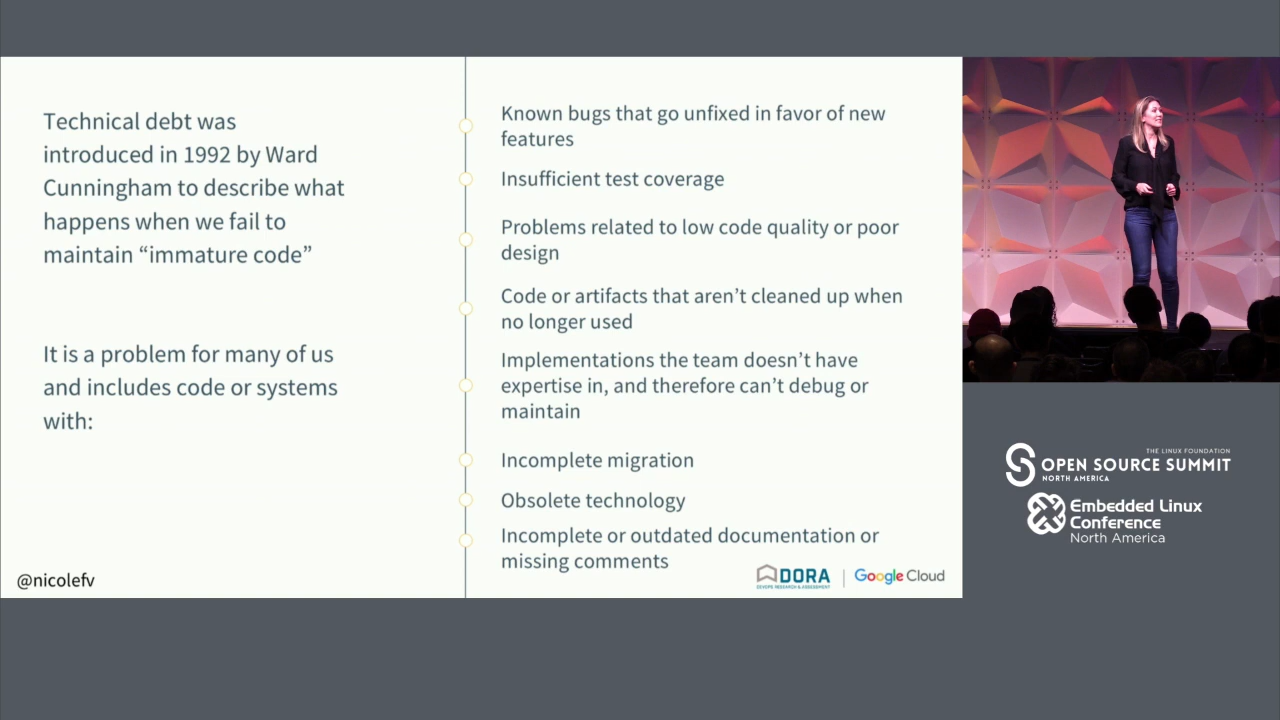 Technical debt was
introduced in 1992 by Ward
Cunningham to describe what
happens when we fail to
maintain “immature code”
It is a problem for many of us
and includes code or systems
with:
Known bugs that go unfixed in favor of new
features
Insufficient test coverage
Problems related to low code quality or poor
design
Code or artifacts that aren’t cleaned up when
no longer used
Implementations the team doesn’t have
expertise in, and therefore can’t debug or
maintain
Incomplete migration
Obsolete technology
Incomplete or outdated documentation or
missing comments
@nicolefv
DORA
DEVOPS RESEARCH & ASSESSMENT
Google Cloud
THE LINUX FOUNDATION
OPEN SOURCE SUMMIT
NORTH AMERICA
Embedded Linux
Conference
North America